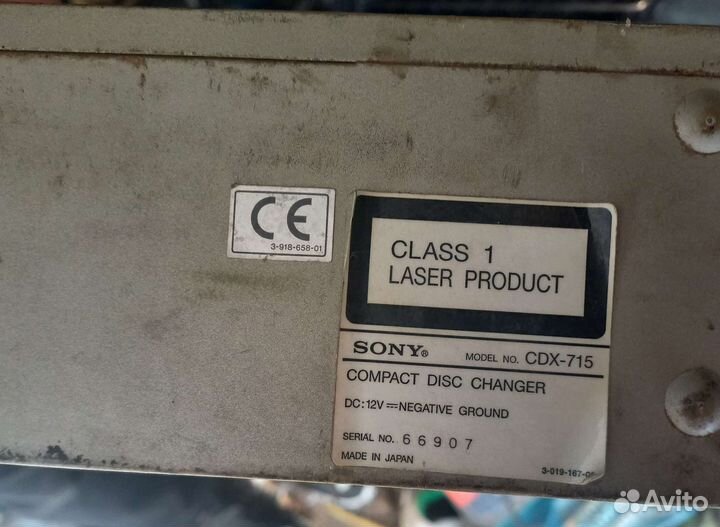 CE
3-918-658-01
CLASS 1
LASER PRODUCT
SONY® MODEL NO. CDX-715
COMPACT DISC CHANGER
DC:12V⎓NEGATIVE GROUND
SERIAL NO. 66907
MADE IN JAPAN
Avito